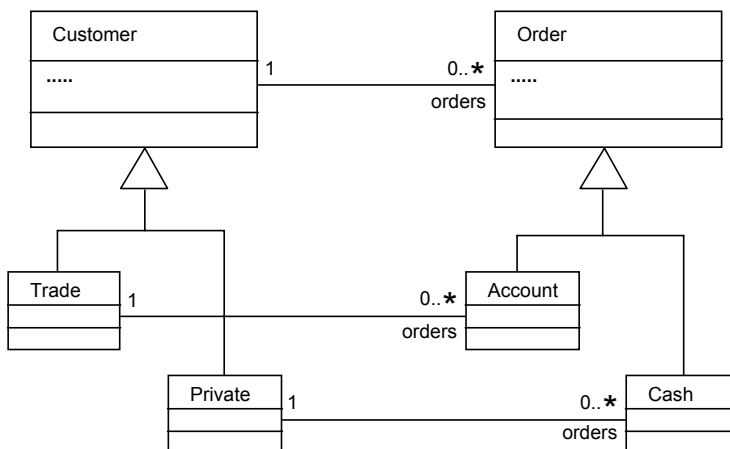 Customer
Order
.....
1
0..*
.....
orders
Trade
1
0..*
Account
orders
Private
1
0..*
Cash
orders